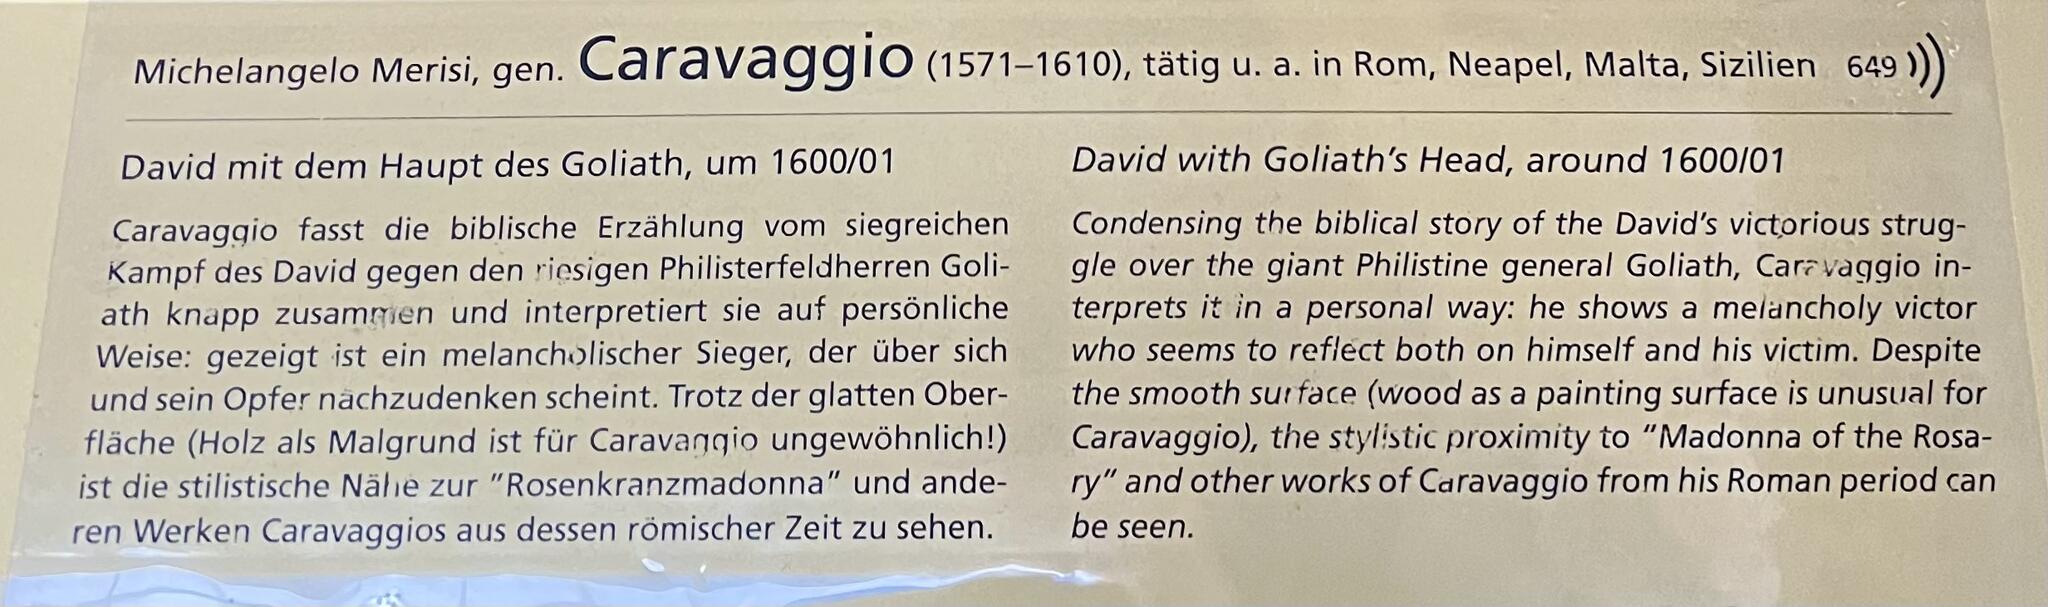 Michelangelo Merisi, gen. Caravaggio (1571–1610), tätig u. a. in Rom, Neapel, Malta, Sizilien 649
David mit dem Haupt des Goliath, um 1600/01
Caravaggio fasst die biblische Erzählung vom siegreichen
Kampf des David gegen den riesigen Philisterfeldherren Goli-
ath knapp zusammen und interpretiert sie auf persönliche
Weise: gezeigt ist ein melancholischer Sieger, der über sich
und sein Opfer nachzudenken scheint. Trotz der glatten Ober-
fläche (Holz als Malgrund ist für Caravaggio ungewöhnlich!)
ist die stilistische Nähe zur "Rosenkranzmadonna" und ande-
ren Werken Caravaggios aus dessen römischer Zeit zu sehen.
David with Goliath's Head, around 1600/01
Condensing the biblical story of the David's victorious strug-
gle over the giant Philistine general Goliath, Caravaggio in-
terprets it in a personal way: he shows a melancholy victor
who seems to reflect both on himself and his victim. Despite
the smooth surface (wood as a painting surface is unusual for
Caravaggio), the stylistic proximity to "Madonna of the Rosa-
ry" and other works of Caravaggio from his Roman period can
be seen.